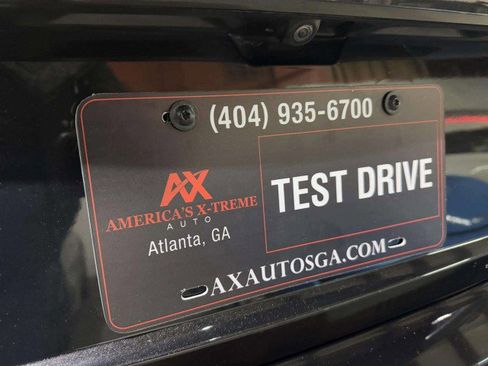 (404) 935-6700
AX
AMERICA'S X-TREME
AUTO
Atlanta, GA
TEST DRIVE
AXAUTOSGA.COM